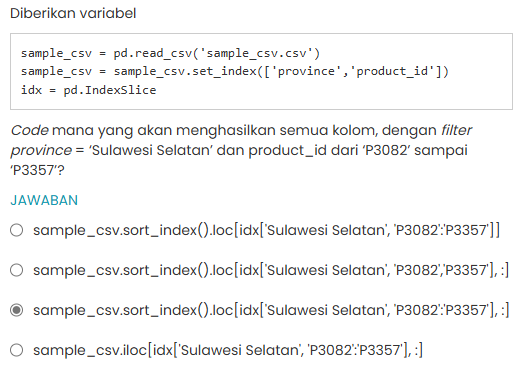 Diberikan variabel
sample_csv = pd.read_csv('sample_csv.csv')
sample_csv = sample_csv.set_index(['province','product_id'])
idx = pd.IndexSlice
Code mana yang akan menghasilkan semua kolom, dengan filter
province = 'Sulawesi Selatan' dan product_id dari 'P3082' sampai
'P3357'?
JAWABAN
sample_csv.sort_index().loc[idx['Sulawesi Selatan', 'P3082':'P3357']]
sample_csv.sort_index().loc[idx['Sulawesi Selatan', 'P3082','P3357'], :]
sample_csv.sort_index().loc[idx['Sulawesi Selatan', 'P3082':'P3357'], :]
sample_csv.iloc[idx['Sulawesi Selatan', 'P3082':'P3357'], :]